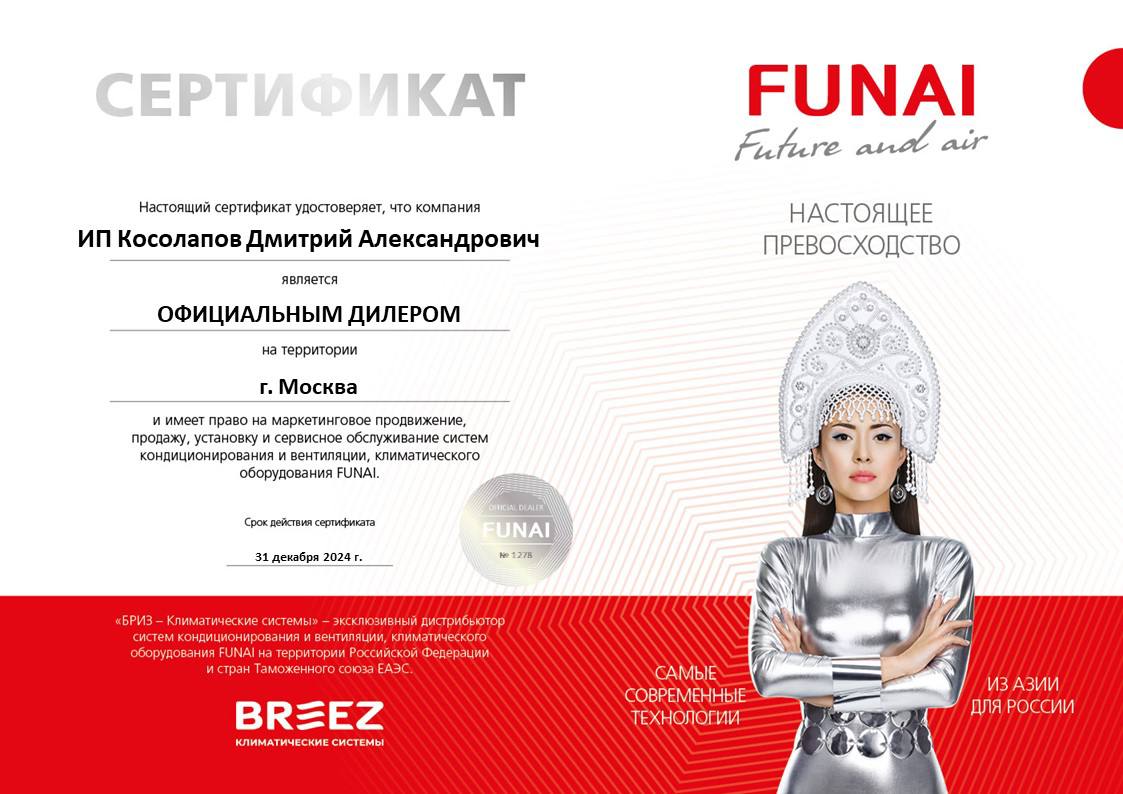 СЕРТИФИКАТ
Настоящий сертификат удостоверяет, что компания
ИП Косолапов Дмитрий Александрович
является
ОФИЦИАЛЬНЫМ ДИЛЕРОМ
на территории
г. Москва
и имеет право на маркетинговое продвижение,
продажу, установку и сервисное обслуживание систем
кондиционирования и вентиляции, климатического
оборудования FUNAI.
Срок действия сертификата
31 декабря 2024 г.
OFFICIAL DEALER
FUNAI
№ 1278
«БРИЗ – Климатические системы» – эксклюзивный дистрибьютор
систем кондиционирования и вентиляции, климатического
оборудования FUNAI на территории Российской Федерации
и стран Таможенного союза ЕАЭС.
BREEZ
КЛИМАТИЧЕСКИЕ СИСТЕМЫ
FUNAI
Future and air
НАСТОЯЩЕЕ
ПРЕВОСХОДСТВО
САМЫЕ
СОВРЕМЕННЫЕ
ТЕХНОЛОГИИ
ИЗ АЗИИ
ДЛЯ РОССИИ